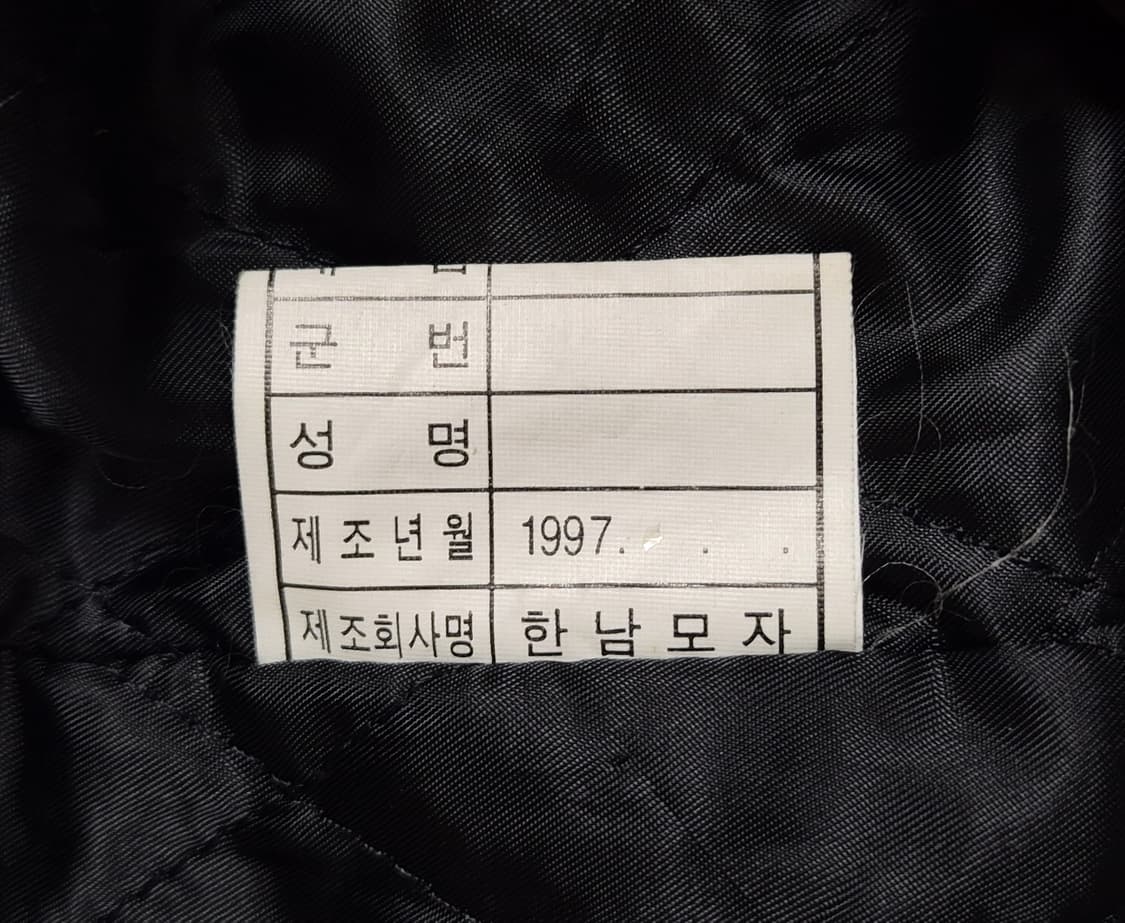 군 번
성 명
제 조 년 월 1997. . .
제조회사명 한 남 모 자